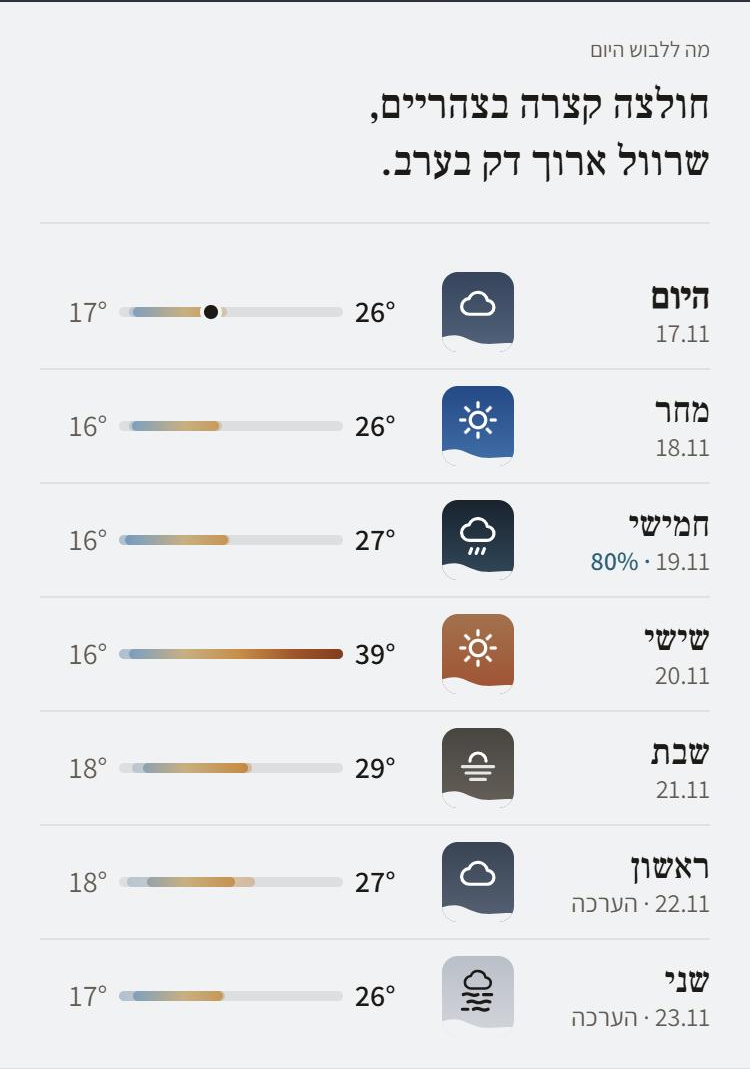 מה ללבוש היום
חולצה קצרה בצהריים,
שרוול ארוך דק בערב.
היום
17.11
26°
17°
מחר
18.11
26°
16°
חמישי
19.11 · 80%
27°
16°
שישי
20.11
39°
16°
שבת
21.11
29°
18°
ראשון
22.11 · הערכה
27°
18°
שני
23.11 · הערכה
26°
17°